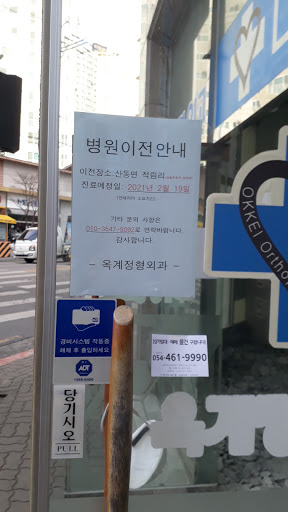 병원이전안내
이전장소:산동면 적림리
진료예정일: 2021년 2월 19일
기타 문의 사항은
010-3647-9092로 연락바랍니다.
감사합니다.
- 옥계정형외과 -
경비시스템 작동중
해제 후 출입하세요
ADT
당기시오
PULL
054-461-9990
OKKEI Ortho
옥계